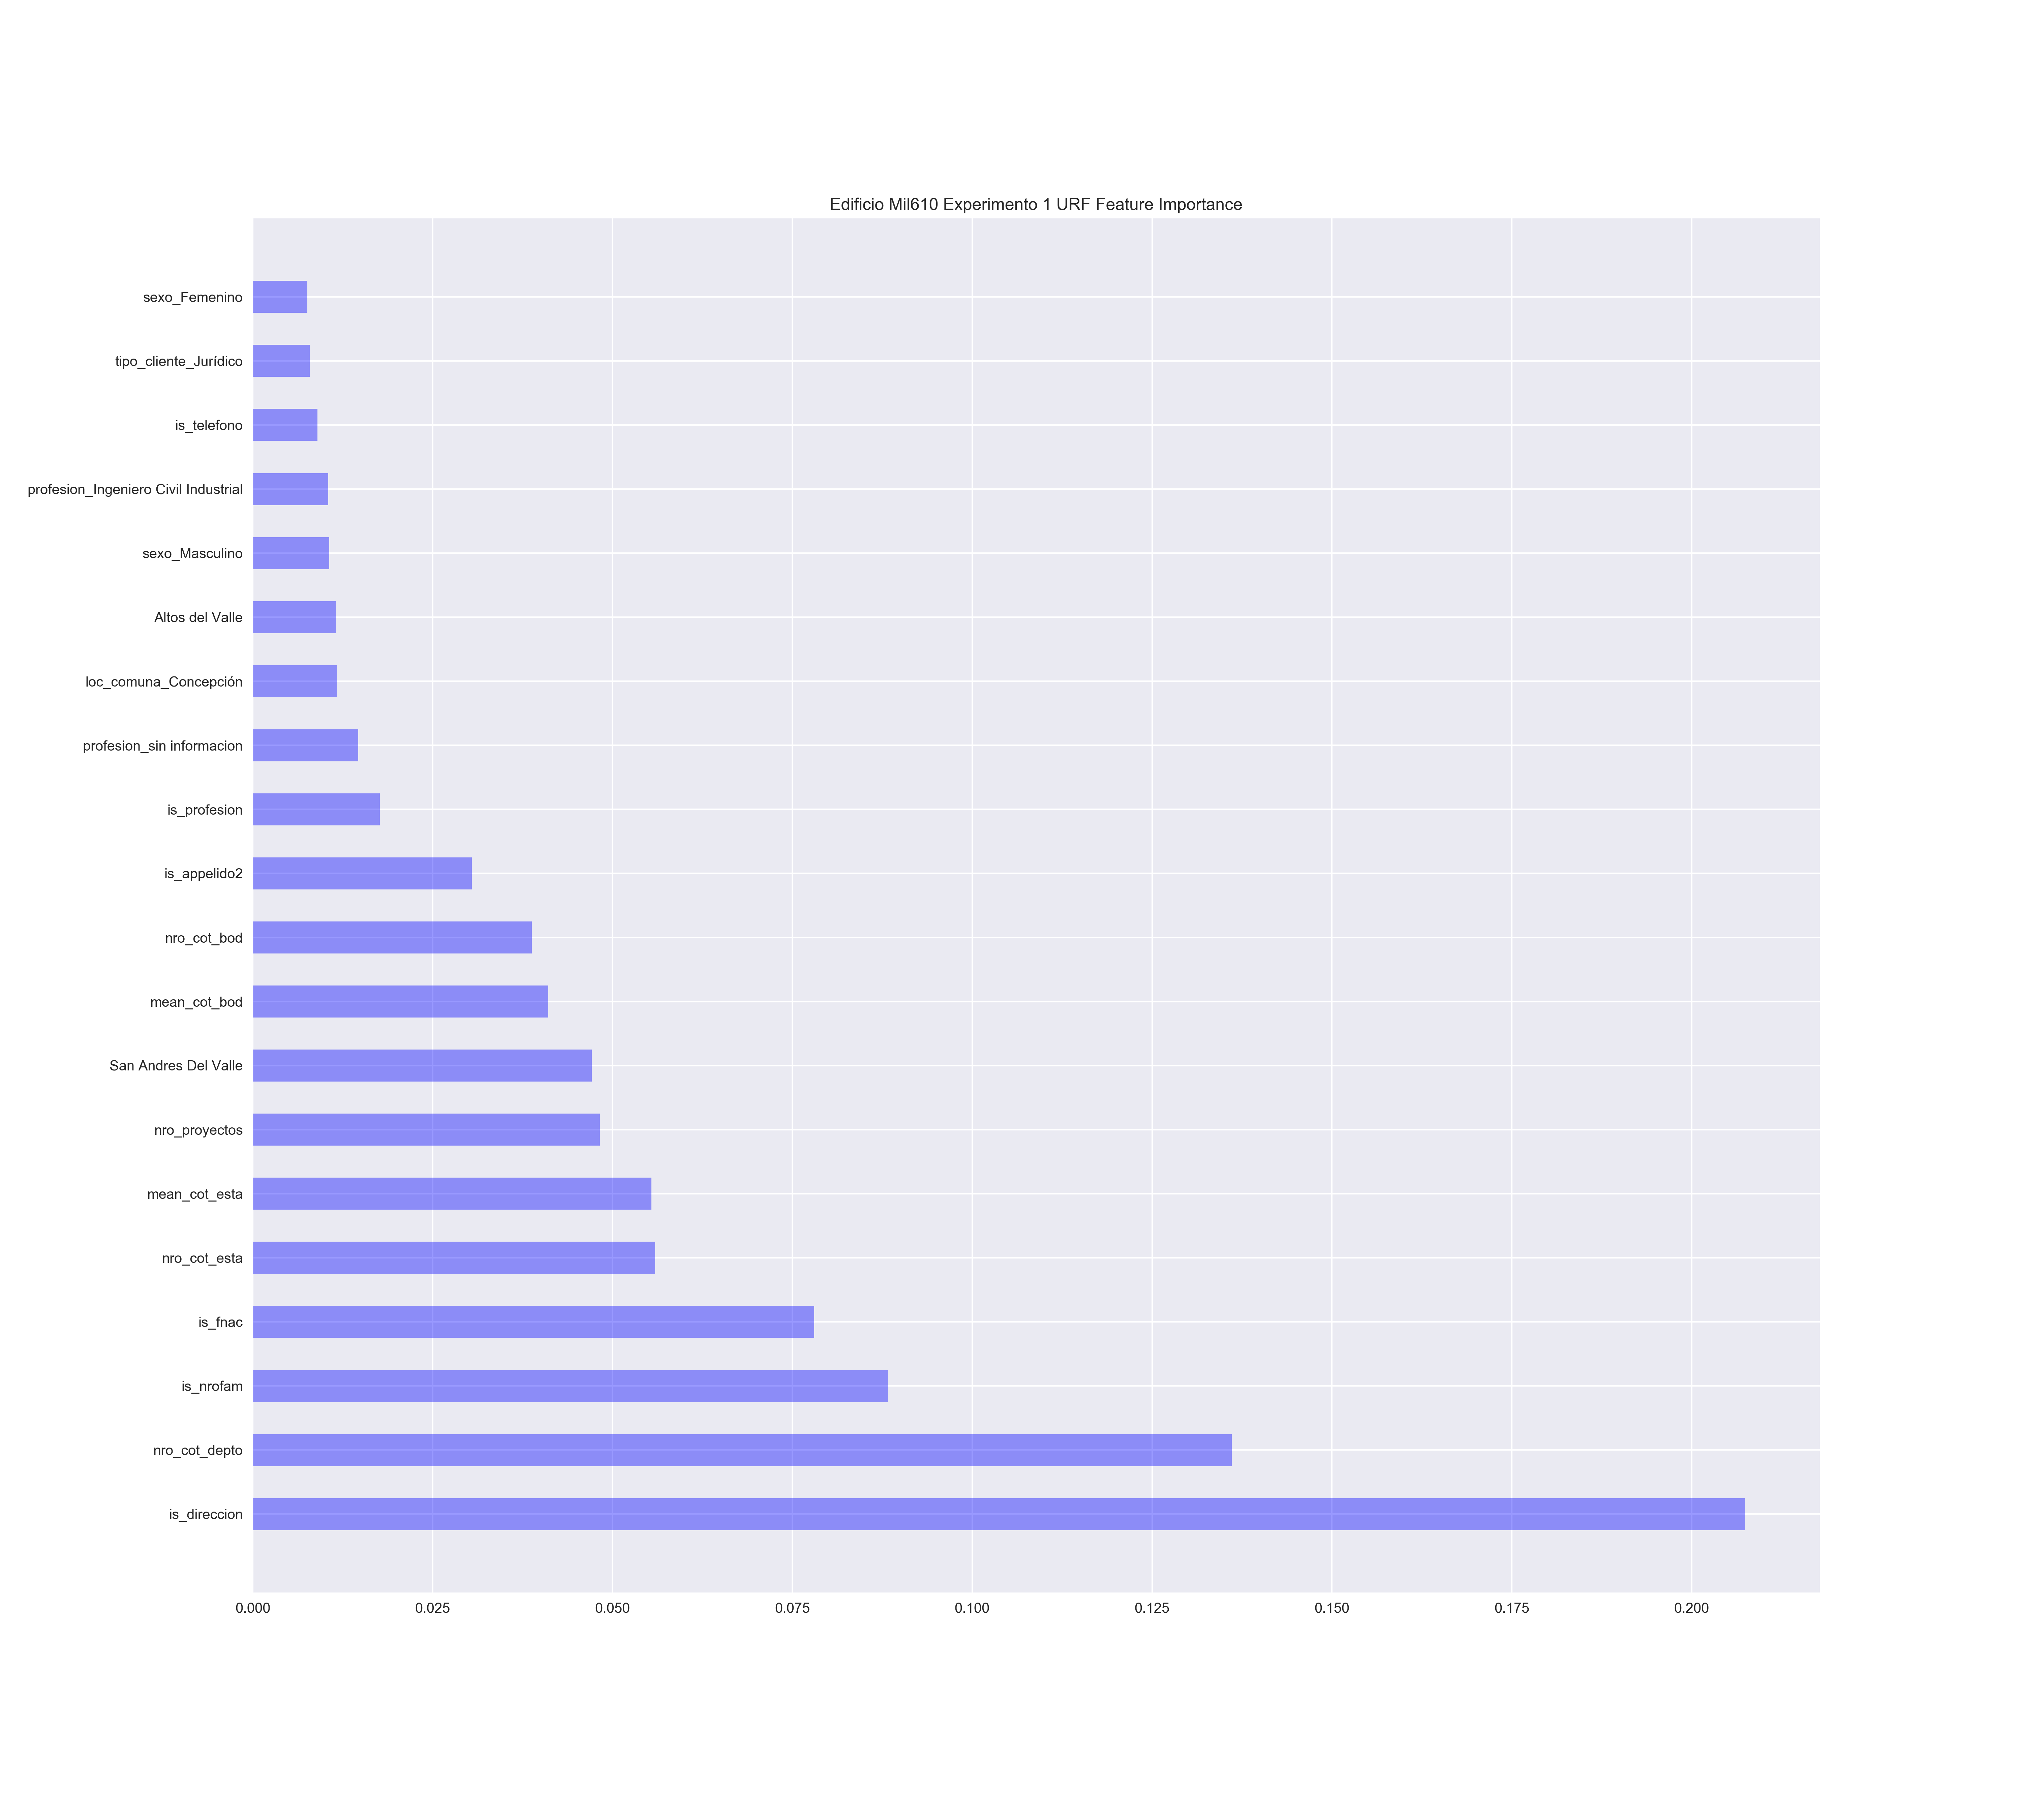 Edificio Mil610 Experimento 1 URF Feature Importance
sexo_Femenino
tipo_cliente_Jurídico
is_telefono
profesion_Ingeniero Civil Industrial
sexo_Masculino
Altos del Valle
loc_comuna_Concepción
profesion_sin informacion
is_profesion
is_appelido2
nro_cot_bod
mean_cot_bod
San Andres Del Valle
nro_proyectos
mean_cot_esta
nro_cot_esta
is_fnac
is_nrofam
nro_cot_depto
is_direccion
0.000 0.025 0.050 0.075 0.100 0.125 0.150 0.175 0.200